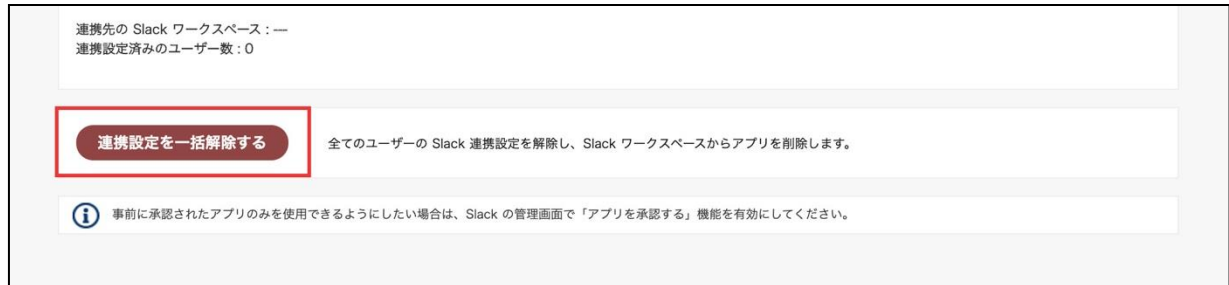 連携先の Slack ワークスペース : ---
連携設定済みのユーザー数 : 0
連携設定を一括解除する
全てのユーザーの Slack 連携設定を解除し、Slack ワークスペースからアプリを削除します。
事前に承認されたアプリのみを使用できるようにしたい場合は、Slack の管理画面で「アプリを承認する」機能を有効にしてください。